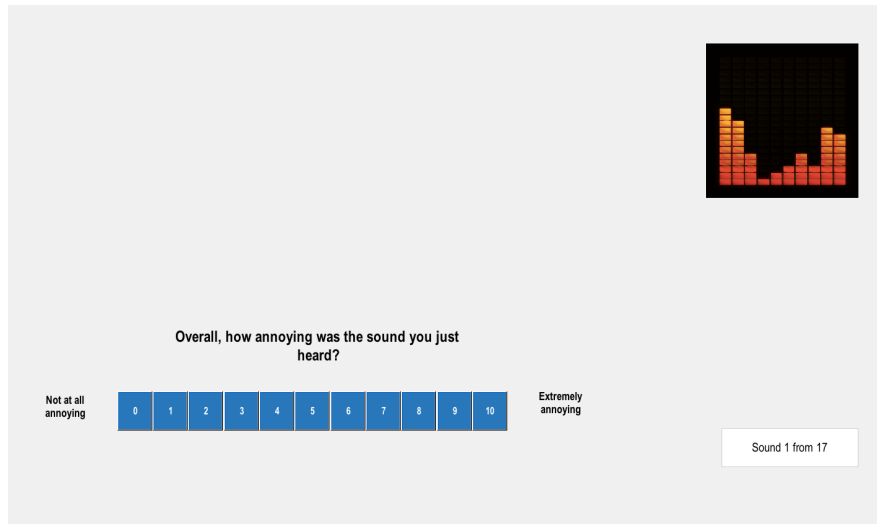 Overall, how annoying was the sound you just
heard?
Not at all
annoying
0 1 2 3 4 5 6 7 8 9 10
Extremely
annoying
Sound 1 from 17